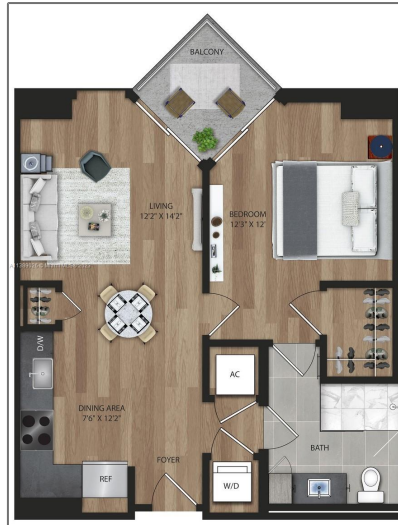 BALCONY
LIVING
12'2" X 14'2"
BEDROOM
12'3" X 12'
D/W
AC
DINING AREA
7'6" X 12'2"
BATH
FOYER
REF
W/D